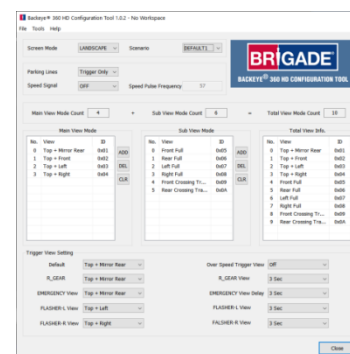 Backeye® 360 HD Configuration Tool 1.0.2 - No Workspace
File Tools Help
Screen Mode LANDSCAPE Scenario DEFAULT1
Parking Lines Trigger Only
Speed Signal OFF Speed Pulse Frequency 37
BRIGADE
BACKEYE® 360 HD CONFIGURATION TOOL
Main View Mode Count 4 + Sub View Mode Count 6 = Total View Mode Count 10
Main View Mode
No. View ID
0 Top + Mirror Rear 0x01
1 Top + Front 0x02
2 Top + Left 0x03
3 Top + Right 0x04
ADD
DEL
CLR
Sub View Mode
No. View ID
0 Front Full 0x05
1 Rear Full 0x06
2 Left Full 0x07
3 Right Full 0x08
4 Front Crossing Tr... 0x09
5 Rear Crossing Tra... 0x0A
ADD
DEL
CLR
Total View Info.
No. View ID
0 Top + Mirror Rear 0x01
1 Top + Front 0x02
2 Top + Left 0x03
3 Top + Right 0x04
4 Front Full 0x05
5 Rear Full 0x06
6 Left Full 0x07
7 Right Full 0x08
8 Front Crossing Tr... 0x09
9 Rear Crossing Tra... 0x0A
Trigger View Setting
Default Top + Mirror Rear Over Speed Trigger View Off
R_GEAR Top + Mirror Rear R_GEAR View 3 Sec
EMERGENCY View Top + Mirror Rear EMERGENCY View Delay 3 Sec
FLASHER-L View Top + Left FLASHER-L View 3 Sec
FLASHER-R View Top + Right FALSHER-R View 3 Sec
Close